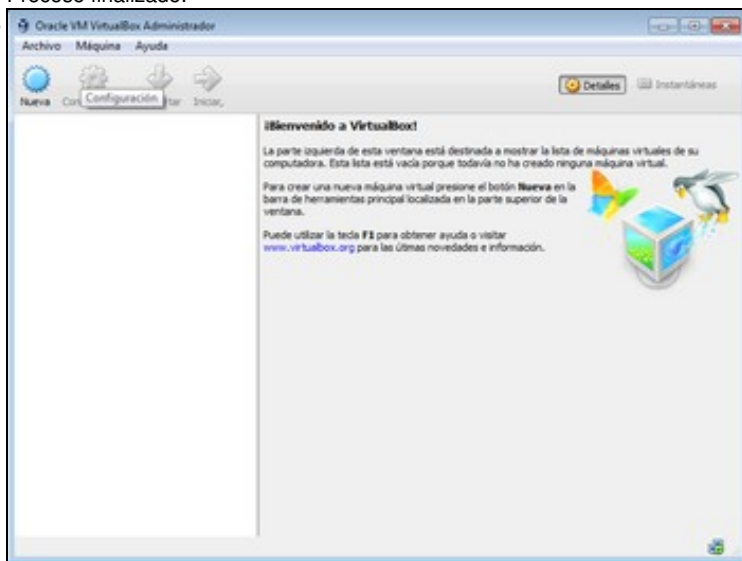 Oracle VM VirtualBox Administrador
Archivo Máquina Ayuda
Nueva Configuración Iniciar,
Detalles Instantáneas
¡Bienvenido a VirtualBox!
La parte izquierda de esta ventana está destinada a mostrar la lista de máquinas virtuales de su
computadora. Esta lista está vacía porque todavía no ha creado ninguna máquina virtual.
Para crear una nueva máquina virtual presione el botón Nueva en la
barra de herramientas principal localizada en la parte superior de la
ventana.
Puede utilizar la tecla F1 para obtener ayuda o visitar
www.virtualbox.org para las útimas novedades e información.